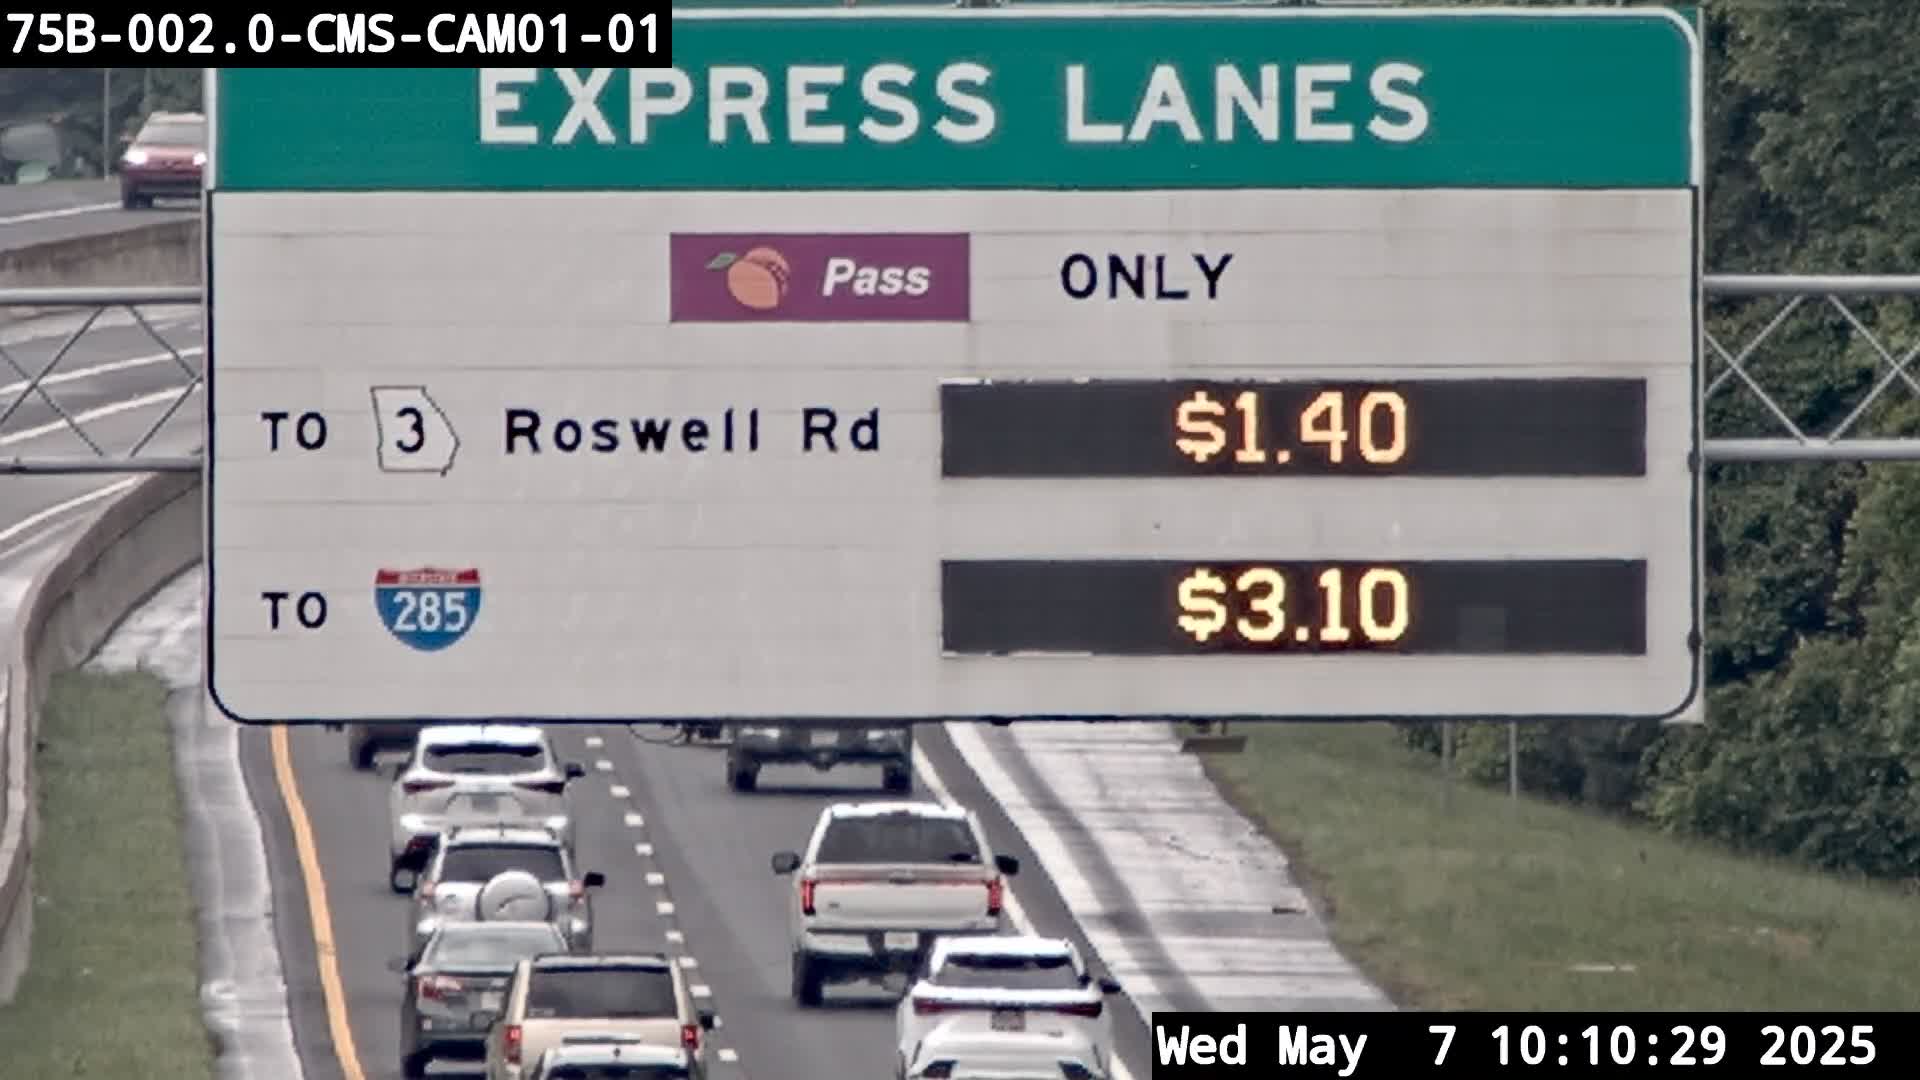 75B-002.0-CMS-CAM01-01
EXPRESS LANES
Pass ONLY
TO 3 Roswell Rd $1.40
TO 285 $3.10
Wed May 7 10:10:29 2025